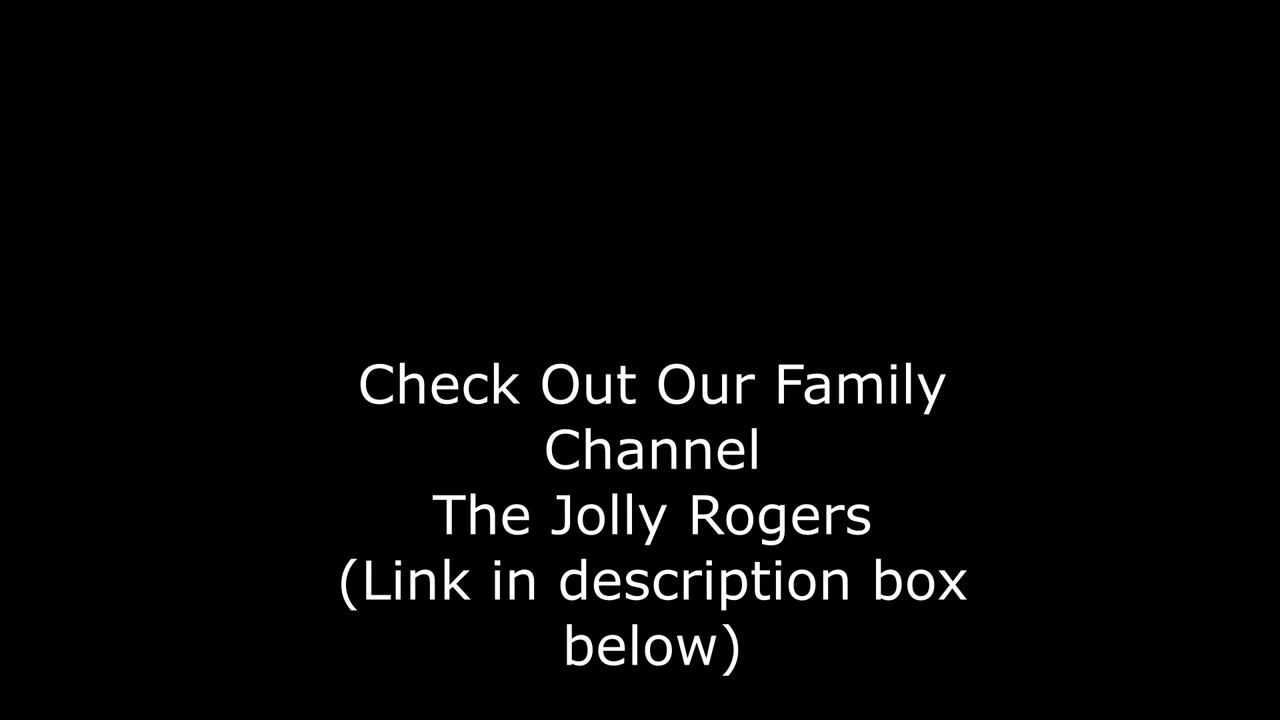 Check Out Our Family
Channel
The Jolly Rogers
(Link in description box
below)